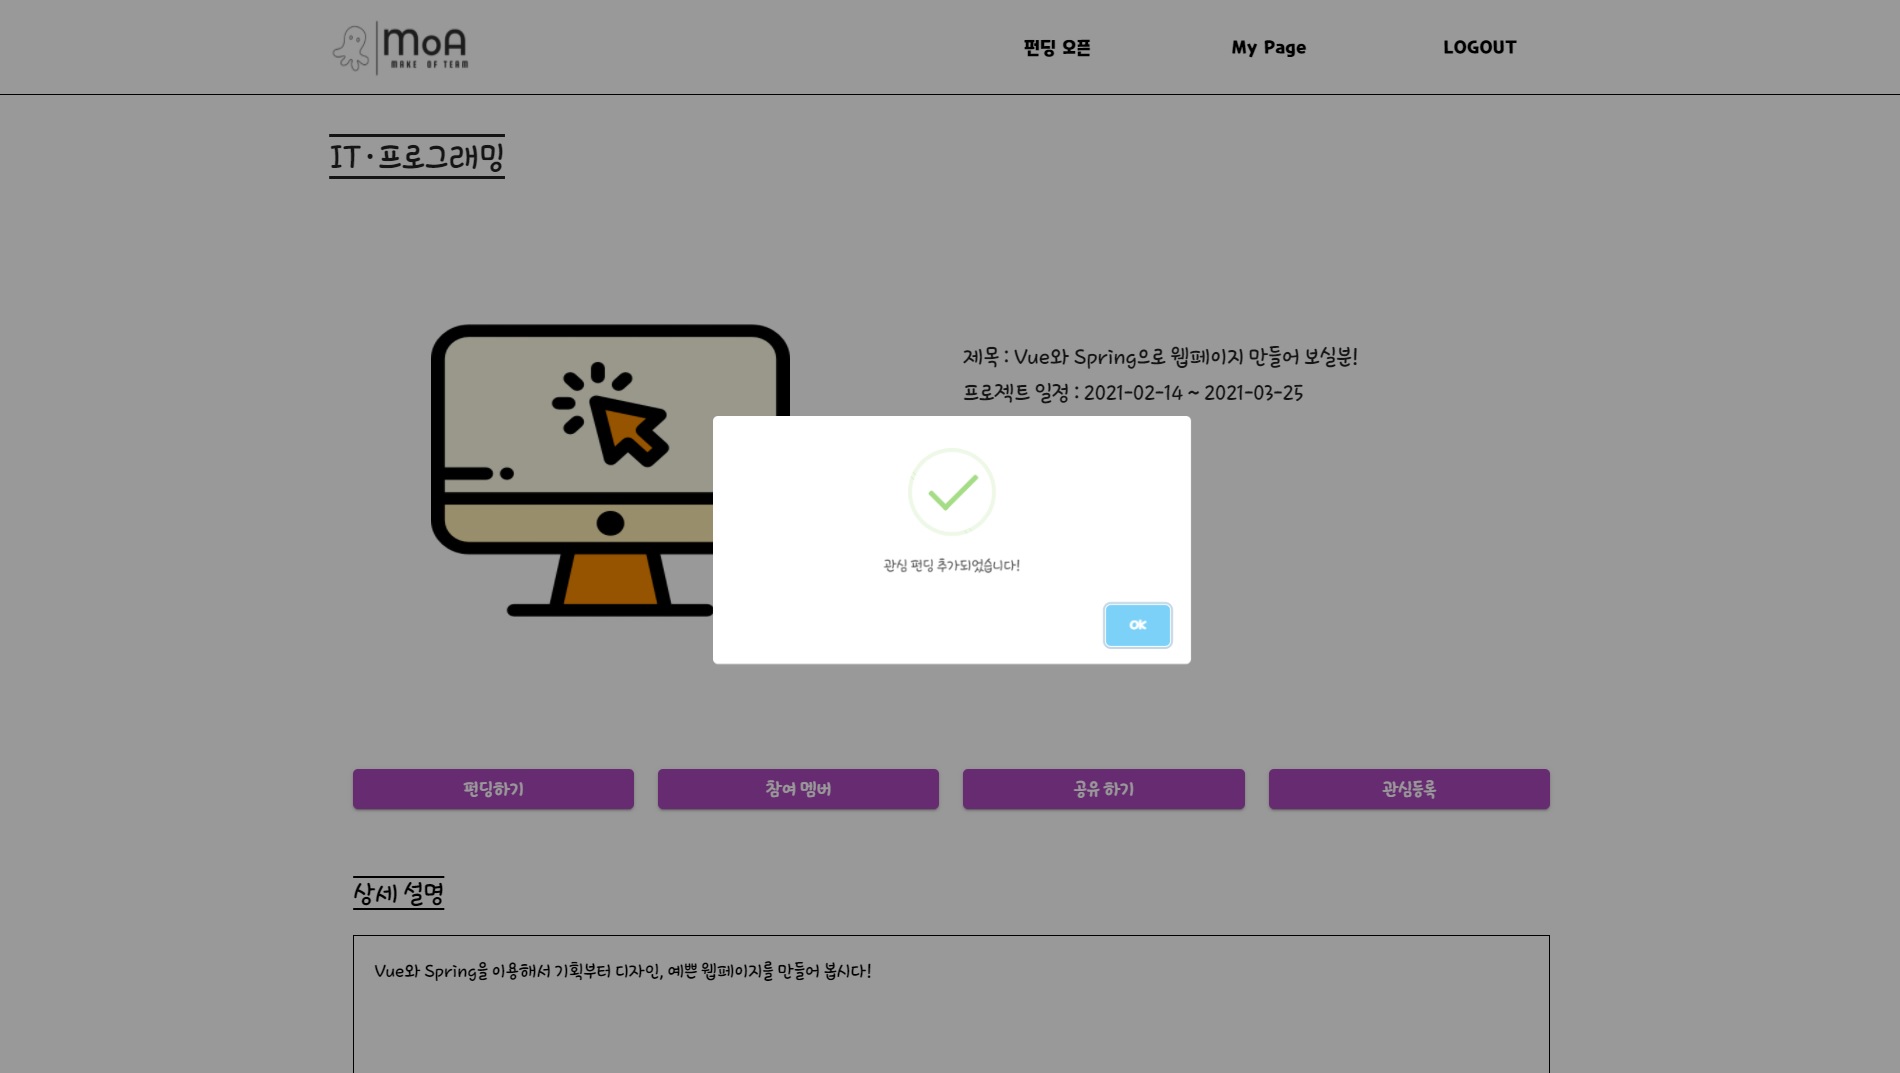 MoA
MAKE OF TEAM
펀딩 오픈
My Page
LOGOUT
IT · 프로그래밍
제목 : Vue와 Spring으로 웹페이지 만들어 보실분!
프로젝트 일정 : 2021-02-14 ~ 2021-03-25
관심 펀딩 추가되었습니다!
OK
펀딩하기
참여 멤버
공유 하기
관심등록
상세 설명
Vue와 Spring을 이용해서 기획부터 디자인, 예쁜 웹페이지를 만들어 봅시다!